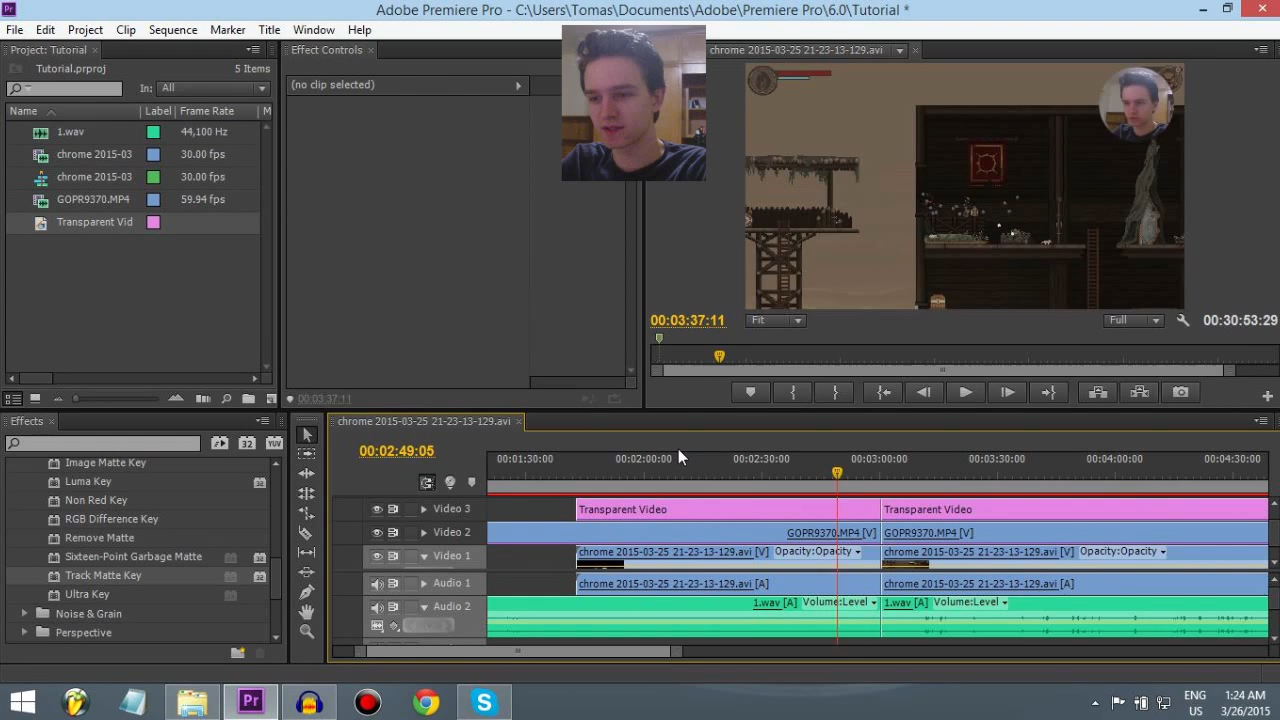 Adobe Premiere Pro - C:\Users\Tomas\Documents\Adobe\Premiere Pro\6.0\Tutorial *
File Edit Project Clip Sequence Marker Title Window Help
Project: Tutorial
Effect Controls
chrome 2015-03-25 21-23-13-129.avi
Tutorial.prproj
5 Items
In: All
Name Label Frame Rate M
1.wav 44,100 Hz
chrome 2015-03 30.00 fps
chrome 2015-03 30.00 fps
GOPR9370.MP4 59.94 fps
Transparent Vid
(no clip selected)
00:03:37:11
00:03:37:11 Fit Full 00:30:53:29
Effects
32 YUV
Image Matte Key
Luma Key
Non Red Key
RGB Difference Key
Remove Matte
Sixteen-Point Garbage Matte
Track Matte Key
Ultra Key
Noise & Grain
Perspective
chrome 2015-03-25 21-23-13-129.avi
00:02:49:05
00:01:30:00 00:02:00:00 00:02:30:00 00:03:00:00 00:03:30:00 00:04:00:00 00:04:30:00
Video 3 Transparent Video Transparent Video
Video 2 GOPR9370.MP4 [V] GOPR9370.MP4 [V]
Video 1 chrome 2015-03-25 21-23-13-129.avi [V] Opacity:Opacity chrome 2015-03-25 21-23-13-129.avi [V] Opacity:Opacity
Audio 1 chrome 2015-03-25 21-23-13-129.avi [A] chrome 2015-03-25 21-23-13-129.avi [A]
Audio 2 1.wav [A] Volume:Level 1.wav [A] Volume:Level
Pr
ENG
US
1:24 AM
3/26/2015